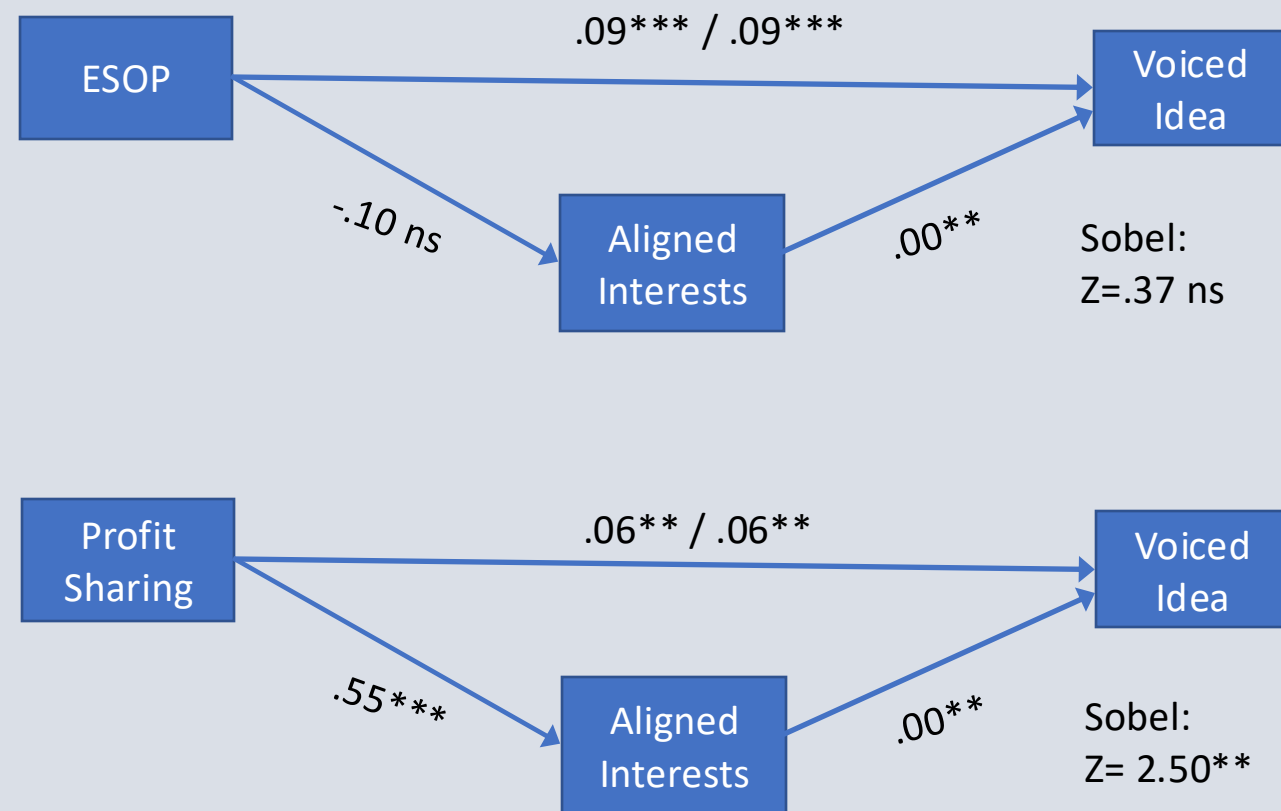 .09*** / .09***
ESOP
Voiced
Idea
-.10 ns
Aligned
Interests
.00**
Sobel:
Z=.37 ns
Profit
Sharing
.06** / .06**
Voiced
Idea
.55***
Aligned
Interests
.00**
Sobel:
Z= 2.50**